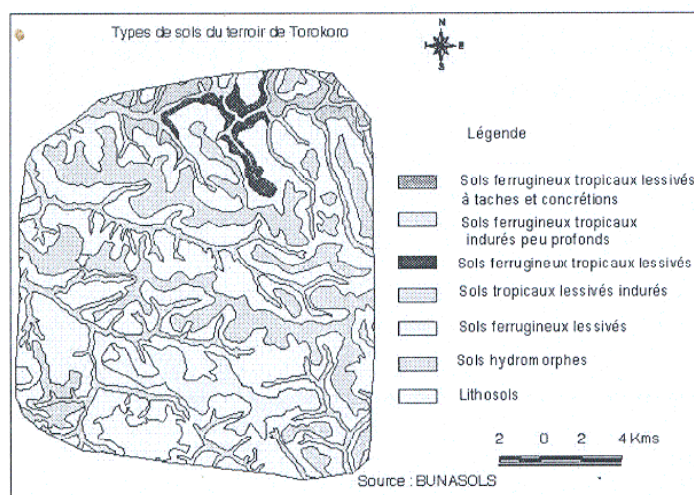 Types de sols du terroir de Torokoro
N
I E
S
Légende
Sols ferrugineux tropicaux lessivés
à taches et concrétions
Sols ferrugineux tropicaux
indurés peu profonds
Sols ferrugineux tropicaux lessivés
Sols tropicaux lessivés indurés
Sols ferrugineux lessivés
Sols hydromorphes
Lithosols
2 0 2 4 Kms
Source : BUNASOLS